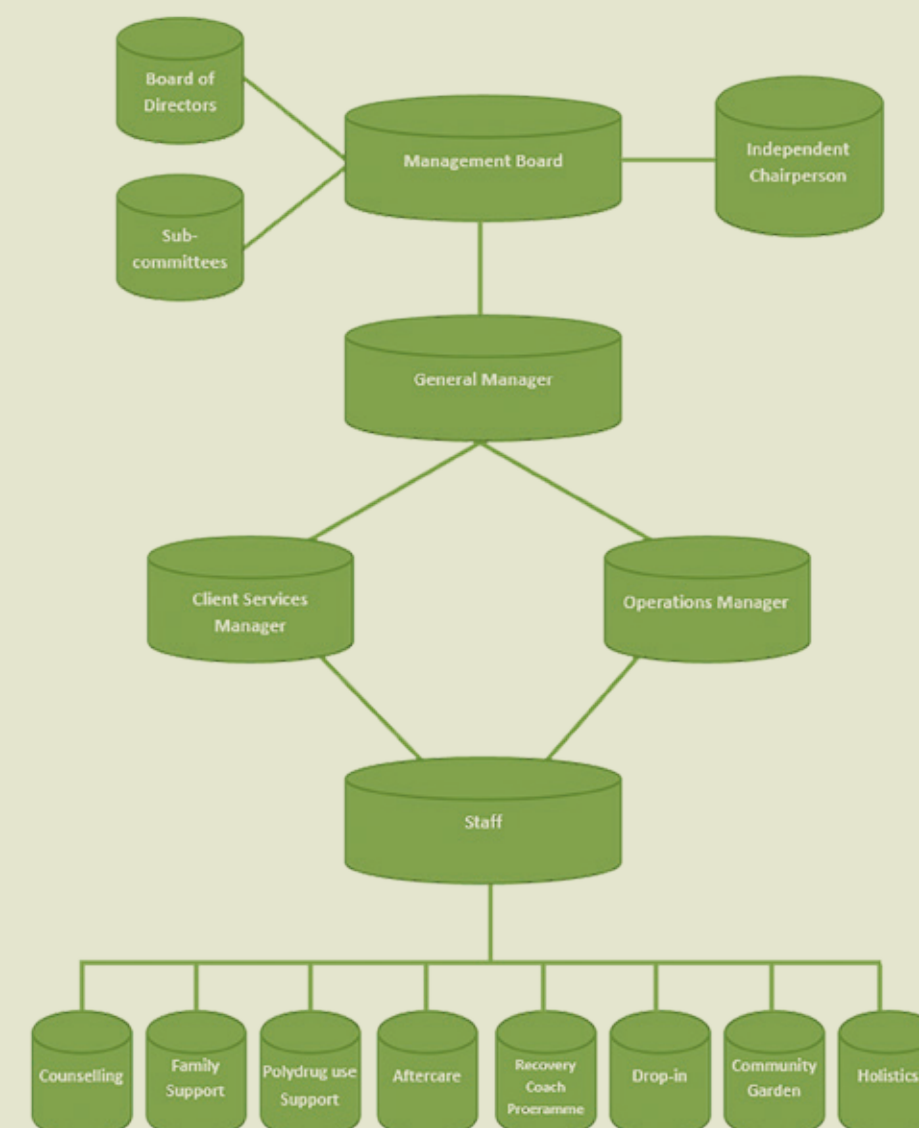 Board of
Directors
Management Board
Independent
Chairperson
Sub-
committees
General Manager
Client Services
Manager
Operations Manager
Staff
Counselling
Family
Support
Polydrug use
Support
Aftercare
Recovery
Coach
Programme
Drop-in
Community
Garden
Holistics